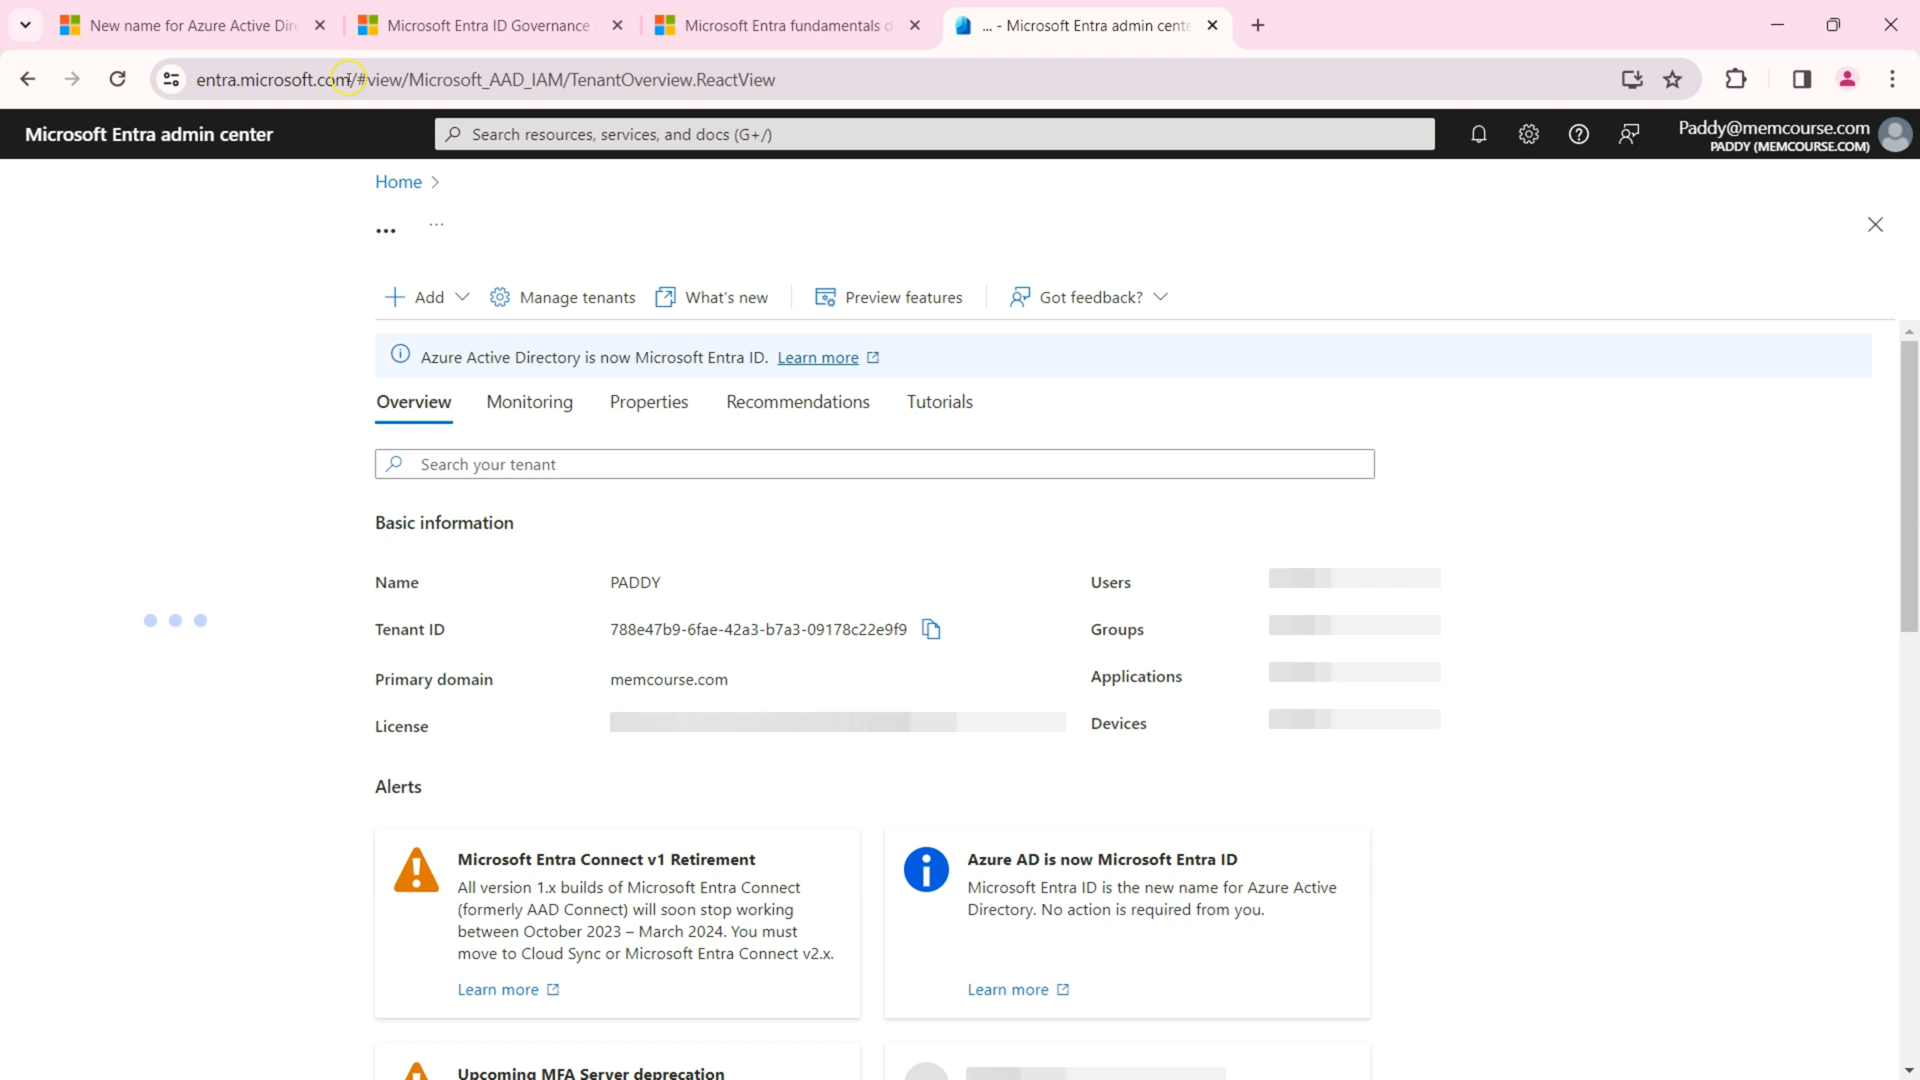 New name for Azure Active Dire
Microsoft Entra ID Governance
Microsoft Entra fundamentals d
... - Microsoft Entra admin cente
entra.microsoft.com/#view/Microsoft_AAD_IAM/TenantOverview.ReactView
Microsoft Entra admin center
Search resources, services, and docs (G+/)
Paddy@memcourse.com
PADDY (MEMCOURSE.COM)
Home >
... ...
Add
Manage tenants
What's new
Preview features
Got feedback?
Azure Active Directory is now Microsoft Entra ID. Learn more
Overview
Monitoring
Properties
Recommendations
Tutorials
Search your tenant
Basic information
Name
PADDY
Users
Tenant ID
788e47b9-6fae-42a3-b7a3-09178c22e9f9
Groups
Primary domain
memcourse.com
Applications
License
Devices
Alerts
Microsoft Entra Connect v1 Retirement
All version 1.x builds of Microsoft Entra Connect
(formerly AAD Connect) will soon stop working
between October 2023 – March 2024. You must
move to Cloud Sync or Microsoft Entra Connect v2.x.
Learn more
Azure AD is now Microsoft Entra ID
Microsoft Entra ID is the new name for Azure Active
Directory. No action is required from you.
Learn more
Upcoming MFA Server deprecation